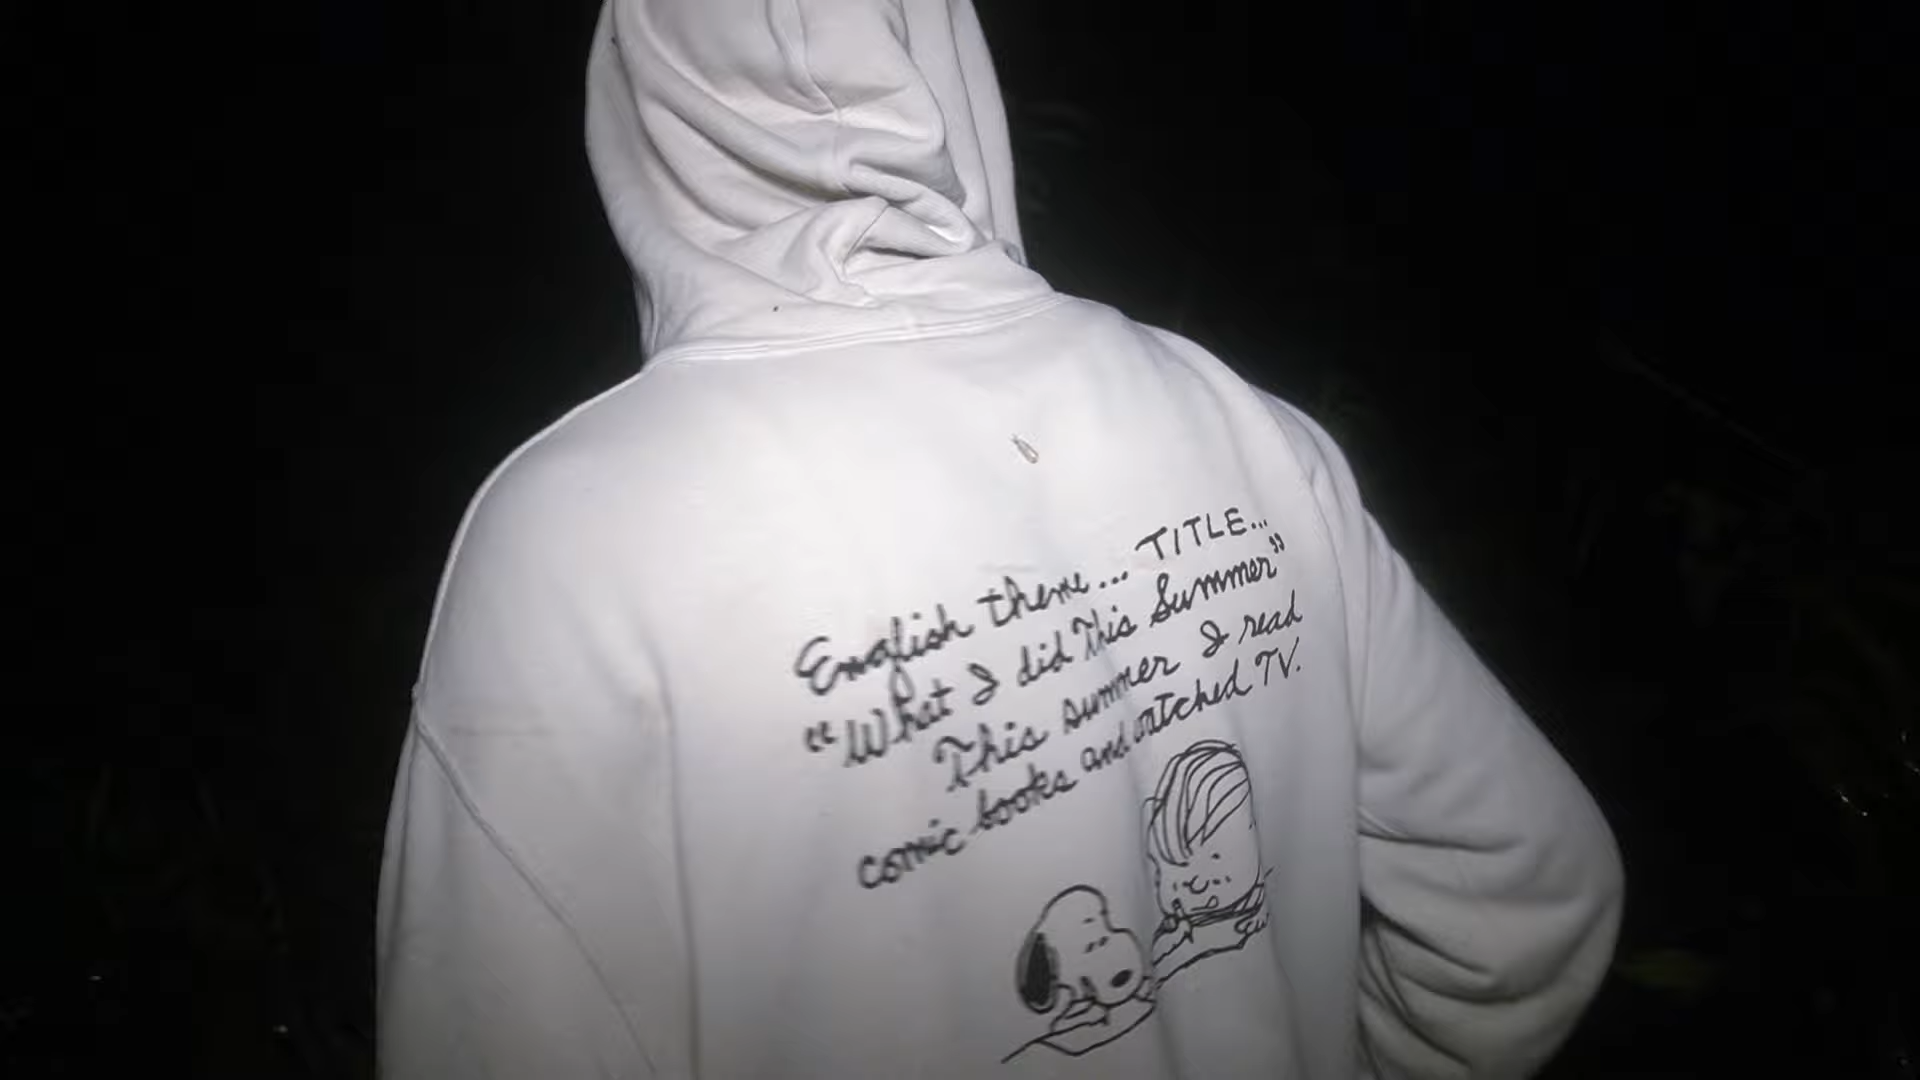 English theme... TITLE...
“What I did This Summer”
This summer I read
comic books and watched TV.